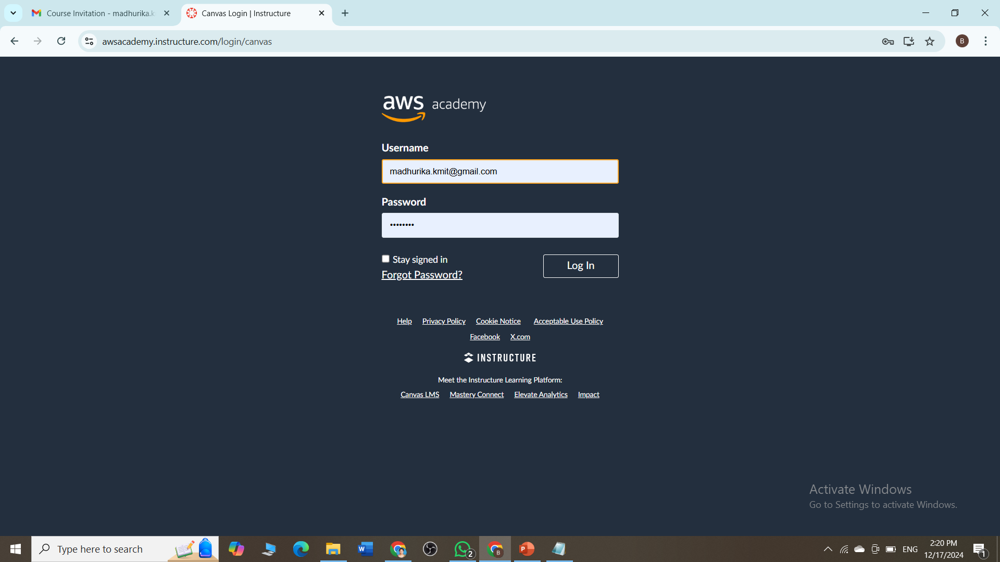 Course Invitation - madhurika.k
Canvas Login | Instructure
awsacademy.instructure.com/login/canvas
B
aws academy
Username
madhurika.kmit@gmail.com
Password
••••••••
Stay signed in
Log In
Forgot Password?
Help Privacy Policy Cookie Notice Acceptable Use Policy
Facebook X.com
INSTRUCTURE
Meet the Instructure Learning Platform:
Canvas LMS Mastery Connect Elevate Analytics Impact
Activate Windows
Go to Settings to activate Windows.
Type here to search
W
2
B
P
ENG
2:20 PM
12/17/2024
1